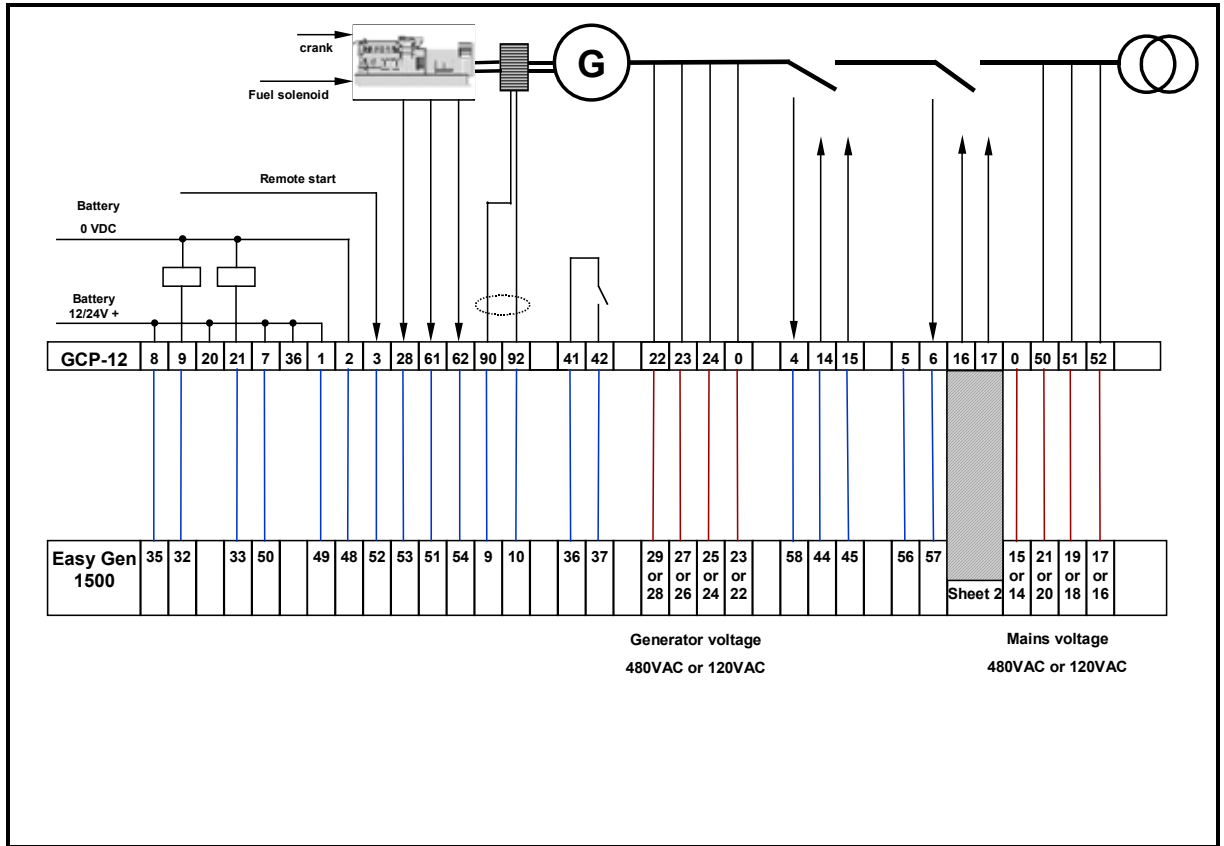 crank
Fuel solenoid
G
Remote start
Battery
0 VDC
Battery
12/24V +
GCP-12 8 9 20 21 7 36 1 2 3 28 61 62 90 92 41 42 22 23 24 0 4 14 15 5 6 16 17 0 50 51 52
Easy Gen 35 32 33 50 49 48 52 53 51 54 9 10 36 37 29 27 25 23 58 44 45 56 57 15 21 19 17
1500 or or or or or or or or
28 26 24 22 Sheet 2 14 20 18 16
Generator voltage Mains voltage
480VAC or 120VAC 480VAC or 120VAC